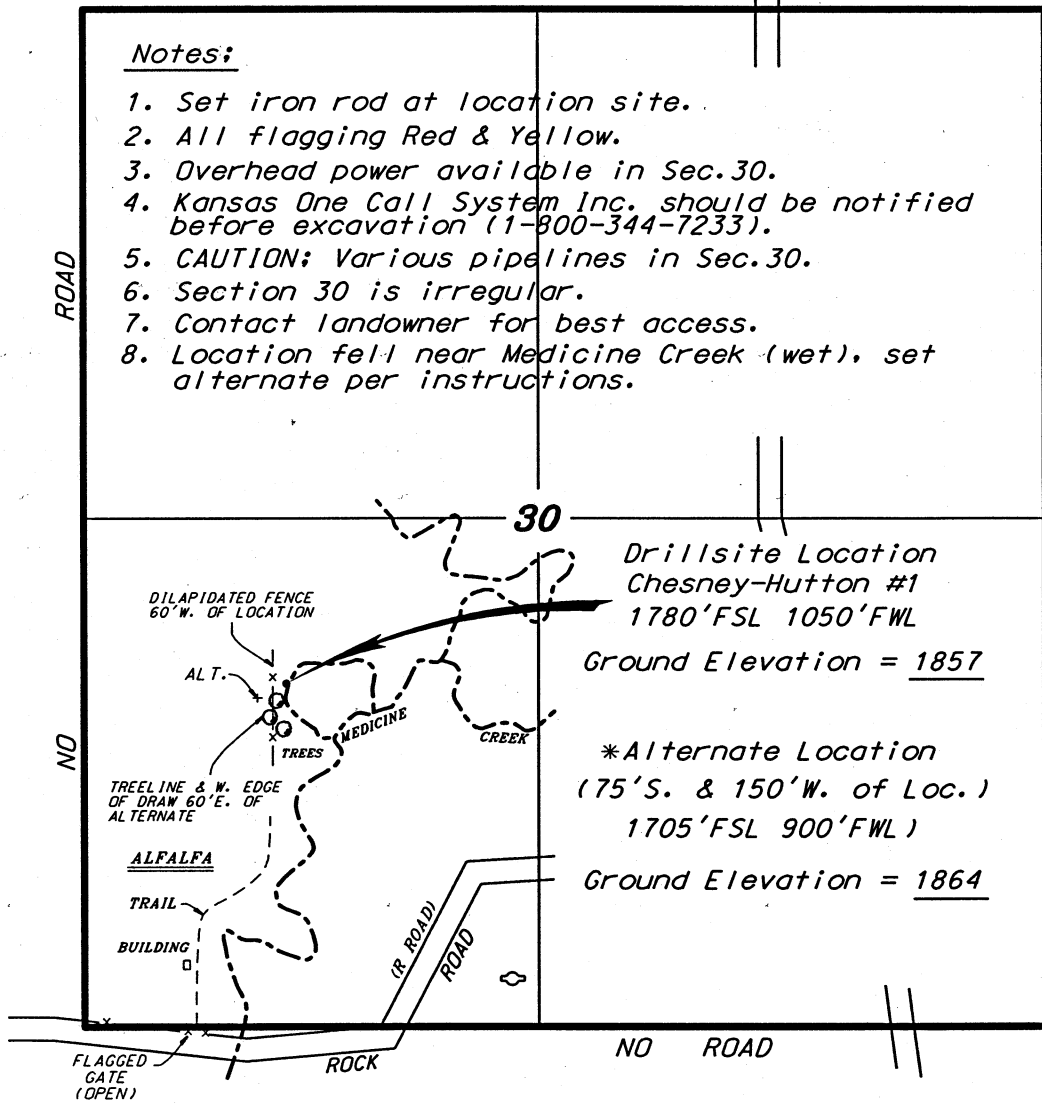 Notes:
1. Set iron rod at location site.
2. All flagging Red & Yellow.
3. Overhead power available in Sec.30.
4. Kansas One Call System Inc. should be notified
before excavation (1-800-344-7233).
5. CAUTION: Various pipelines in Sec.30.
6. Section 30 is irregular.
7. Contact landowner for best access.
8. Location fell near Medicine Creek (wet), set
alternate per instructions.
ROAD
NO
30
Drillsite Location
Chesney-Hutton #1
1780'FSL 1050'FWL
Ground Elevation = 1857
DILAPIDATED FENCE
60'W. OF LOCATION
ALT.
MEDICINE
CREEK
TREES
*Alternate Location
(75'S. & 150'W. of Loc.)
1705'FSL 900'FWL)
Ground Elevation = 1864
TREELINE & W. EDGE
OF DRAW 60'E. OF
ALTERNATE
ALFALFA
TRAIL
BUILDING
(R ROAD)
ROAD
ROCK
NO ROAD
FLAGGED
GATE
(OPEN)